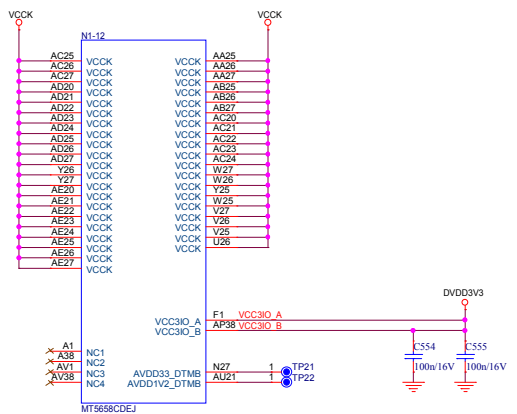 VCCK VCCK
N1-12
AC25 VCCK VCCK AA25
AC26 VCCK VCCK AA26
AC27 VCCK VCCK AA27
AD20 VCCK VCCK AB25
AD21 VCCK VCCK AB26
AD22 VCCK VCCK AB27
AD23 VCCK VCCK AC20
AD24 VCCK VCCK AC21
AD25 VCCK VCCK AC22
AD26 VCCK VCCK AC23
AD27 VCCK VCCK AC24
Y26 VCCK VCCK W27
Y27 VCCK VCCK W26
AE20 VCCK VCCK Y25
AE21 VCCK VCCK W25
AE22 VCCK VCCK V27
AE23 VCCK VCCK V26
AE24 VCCK VCCK V25
AE25 VCCK VCCK U26
AE26 VCCK
AE27 VCCK
DVDD3V3
VCC3IO_A F1 VCC3IO_A
VCC3IO_B AP38 VCC3IO_B
A1 NC1 C554 C555
A38 NC2 100n/16V 100n/16V
AV1 NC3 AVDD33_DTMB N27 1 TP21
AV38 NC4 AVDD1V2_DTMB AU21 1 TP22
MT5658CDEJ